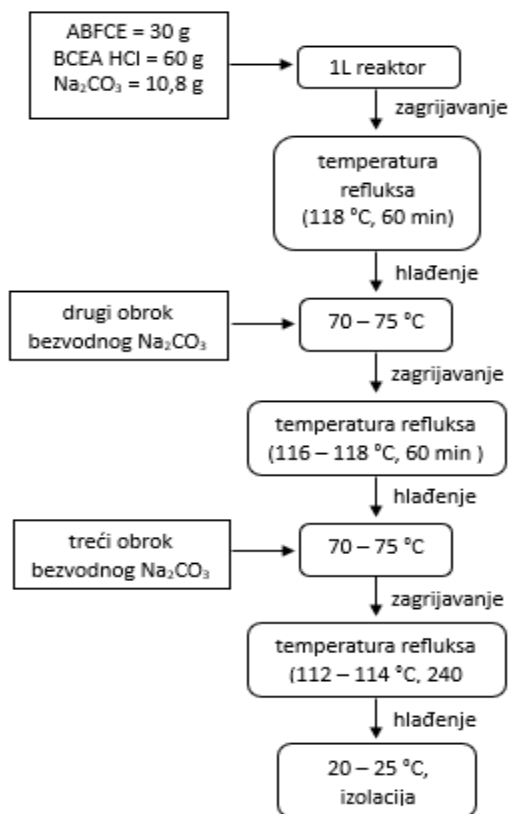 ABFCE = 30 g
BCEA HCl = 60 g
Na₂CO₃ = 10,8 g
1L reaktor
zagrijavanje
temperatura
refluksa
(118 °C, 60 min)
hlađenje
drugi obrok
bezvodnog Na₂CO₃
70 – 75 °C
zagrijavanje
temperatura refluksa
(116 – 118 °C, 60 min )
hlađenje
treći obrok
bezvodnog Na₂CO₃
70 – 75 °C
zagrijavanje
temperatura refluksa
(112 – 114 °C, 240
hlađenje
20 – 25 °C,
izolacija